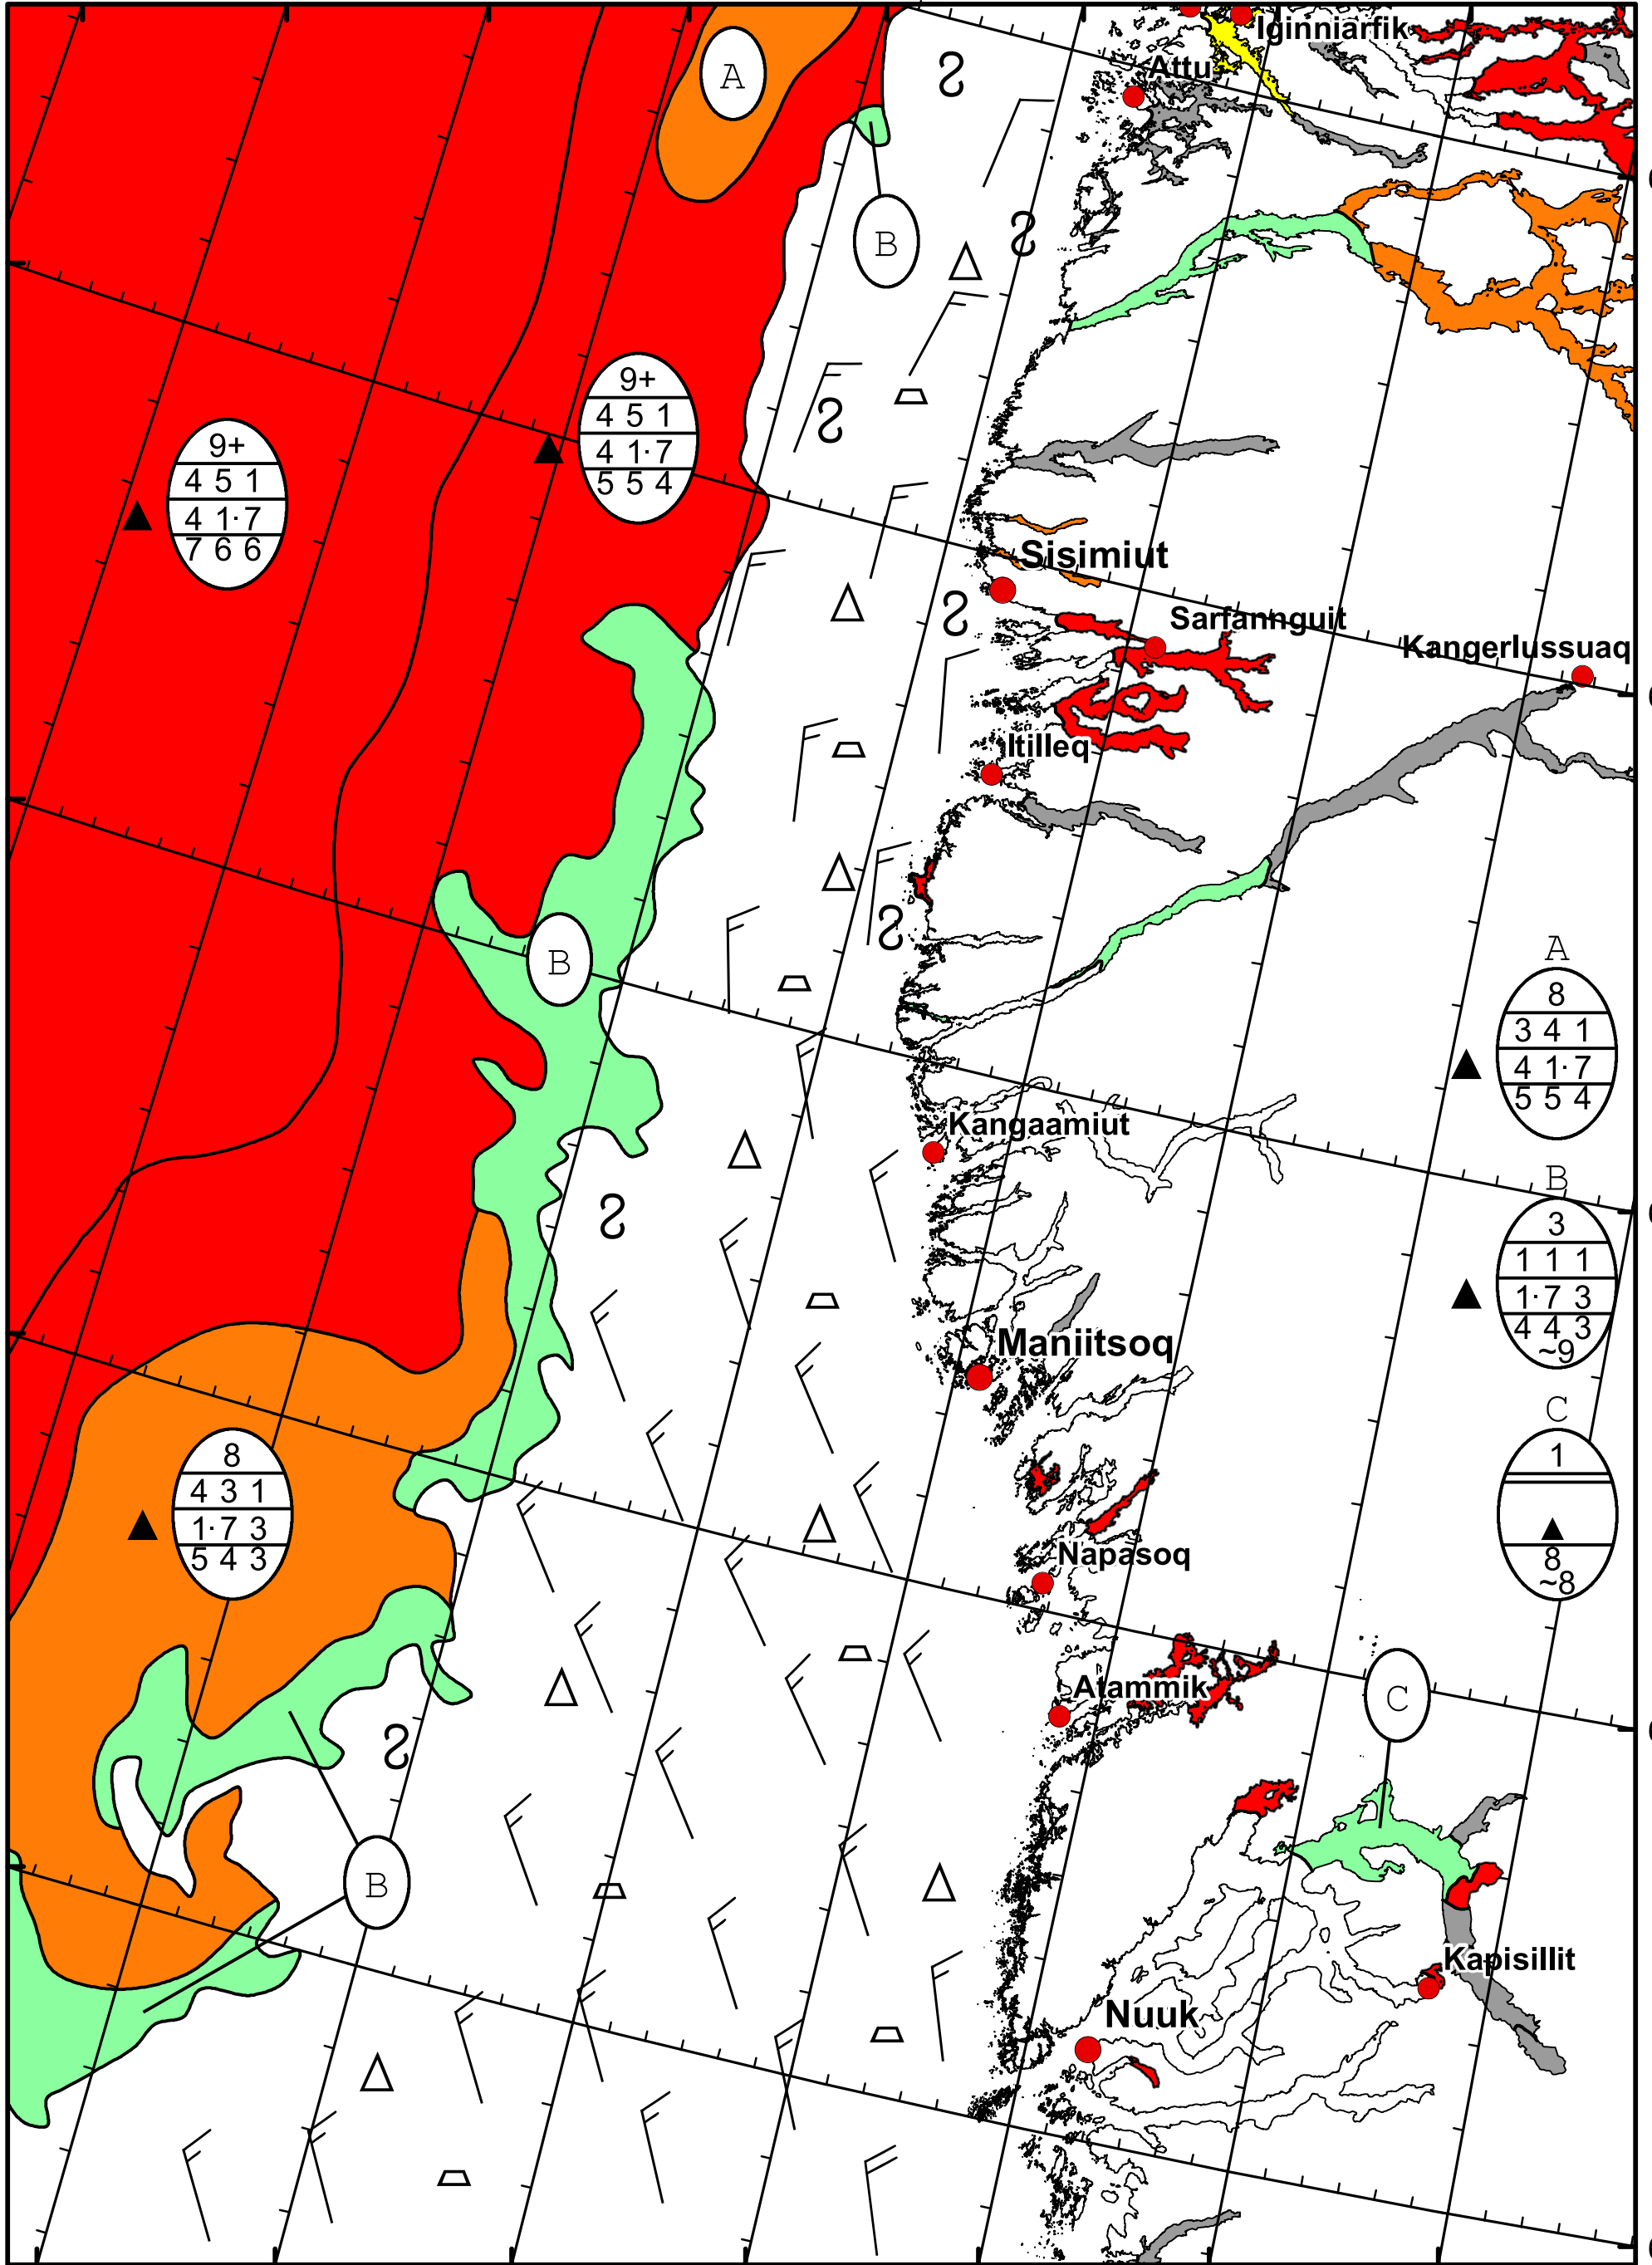 Iginniarfik
Attu
A
B
9+
4 5 1
4 1· 7
5 5 4
9+
4 5 1
4 1· 7
7 6 6
Sisimiut
Sarfannguit
Kangerlussuaq
Itilleq
B
A
8
3 4 1
4 1· 7
5 5 4
Kangaamiut
B
3
1 1 1
1· 7 3
4 4 3
~9
Maniitsoq
C
1
8
~8
8
4 3 1
1· 7 3
5 4 3
Napasoq
Atammik
C
B
Kapisillit
Nuuk